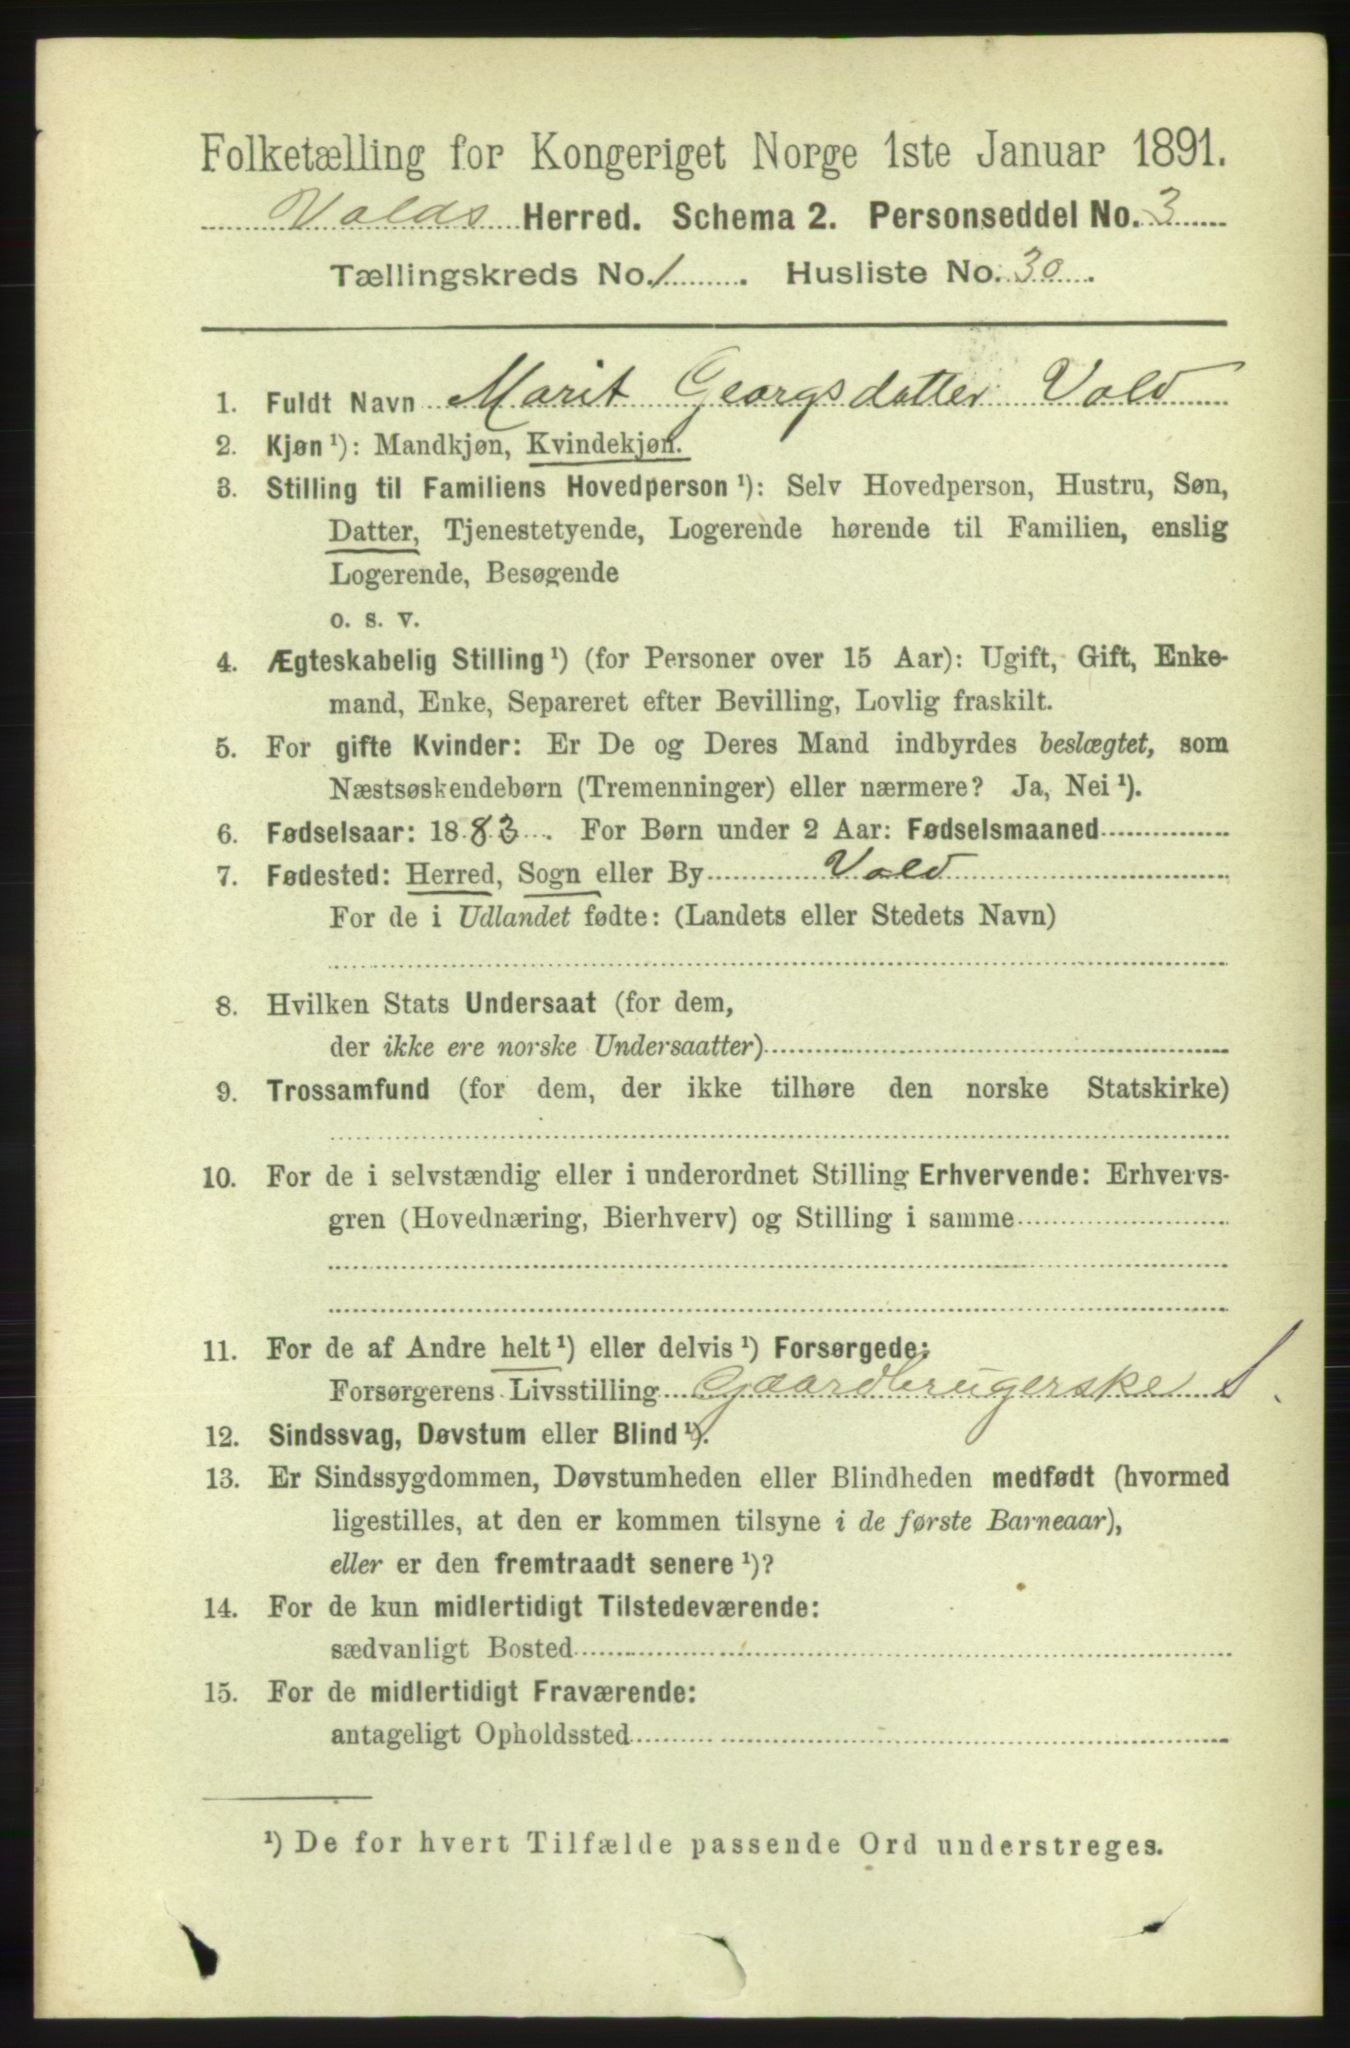 Folketælling for Kongeriget Norge 1ste Januar 1891.
Volds Herred. Schema 2. Personseddel No. 3
Tællingskreds No. 1. Husliste No. 30.
1. Fuldt Navn Marit Georgsdatter Vold
2. Kjøn ¹): Mandkjøn, Kvindekjøn.
3. Stilling til Familiens Hovedperson ¹): Selv Hovedperson, Hustru, Søn,
Datter, Tjenestetyende, Logerende hørende til Familien, enslig
Logerende, Besøgende
o. s. v.
4. Ægteskabelig Stilling ¹) (for Personer over 15 Aar): Ugift, Gift, Enke-
mand, Enke, Separeret efter Bevilling, Lovlig fraskilt.
5. For gifte Kvinder: Er De og Deres Mand indbyrdes beslægtet, som
Næstsøskendebørn (Tremenninger) eller nærmere? Ja, Nei ¹).
6. Fødselsaar: 1883. For Børn under 2 Aar: Fødselsmaaned
7. Fødested: Herred, Sogn eller By Vold
For de i Udlandet fødte: (Landets eller Stedets Navn)
8. Hvilken Stats Undersaat (for dem,
der ikke ere norske Undersaatter)
9. Trossamfund (for dem, der ikke tilhøre den norske Statskirke)
10. For de i selvstændig eller i underordnet Stilling Erhvervende: Erhvervs-
gren (Hovednæring, Bierhverv) og Stilling i samme
11. For de af Andre helt ¹) eller delvis ¹) Forsørgede:
Forsørgerens Livsstilling Gaardbrugerske S.
12. Sindssvag, Døvstum eller Blind ¹).
13. Er Sindssygdommen, Døvstumheden eller Blindheden medfødt (hvormed
ligestilles, at den er kommen tilsyne i de første Barneaar),
eller er den fremtraadt senere ¹)?
14. For de kun midlertidigt Tilstedeværende:
sædvanligt Bosted
15. For de midlertidigt Fraværende:
antageligt Opholdssted
¹) De for hvert Tilfælde passende Ord understreges.